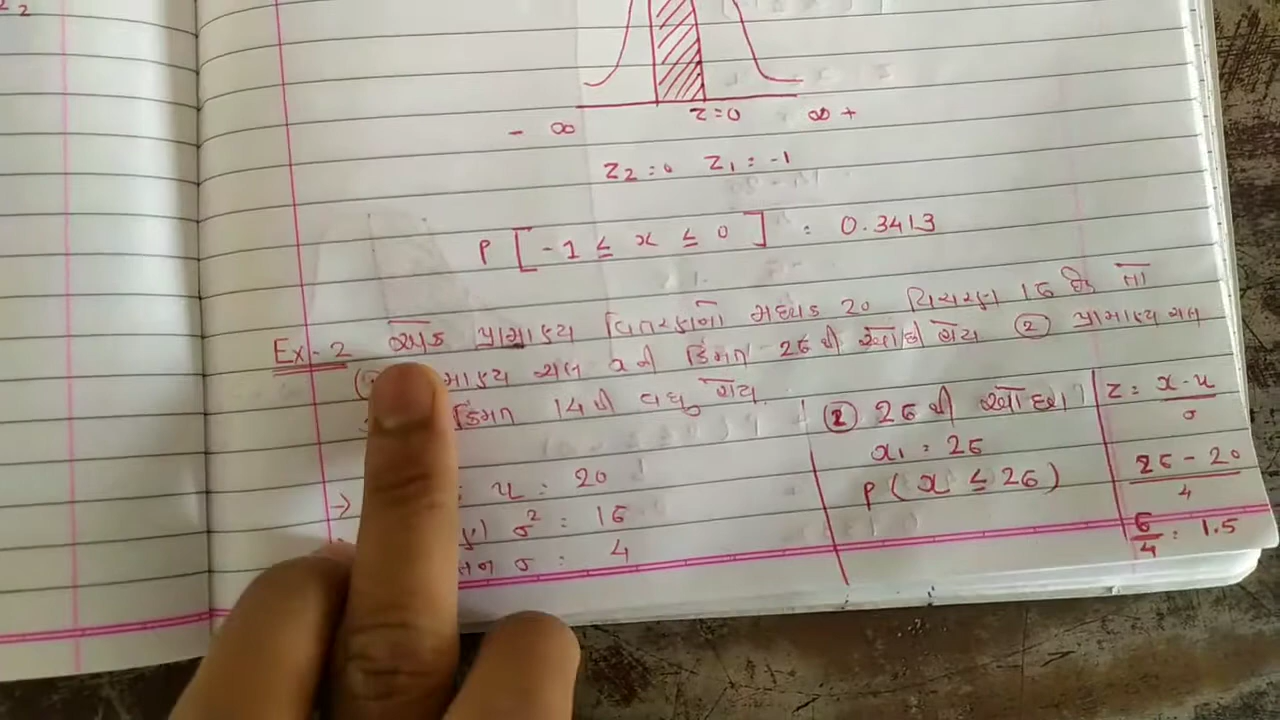 z=0
- ∞ ∞ +
z₂ = 0 z₁ = -1
P [ -1 ≤ x ≤ 0 ] = 0.3413
Ex-2 એક પ્રામાણ્ય વિતરણનો મધ્યક 20 વિચરણ 16 છે તો
ચલ xની કિંમત 26 થી ઓછી હોય ② પ્રામાણ્ય ચલ
કિંમત 14થી વધુ હોય.
→ : u = 20
σ² = 16
σ = 4
26 થી ઓછી
x₁ = 26
P ( x ≤ 26 )
z = x - u / σ
26 - 20 / 4
6/4 = 1.5